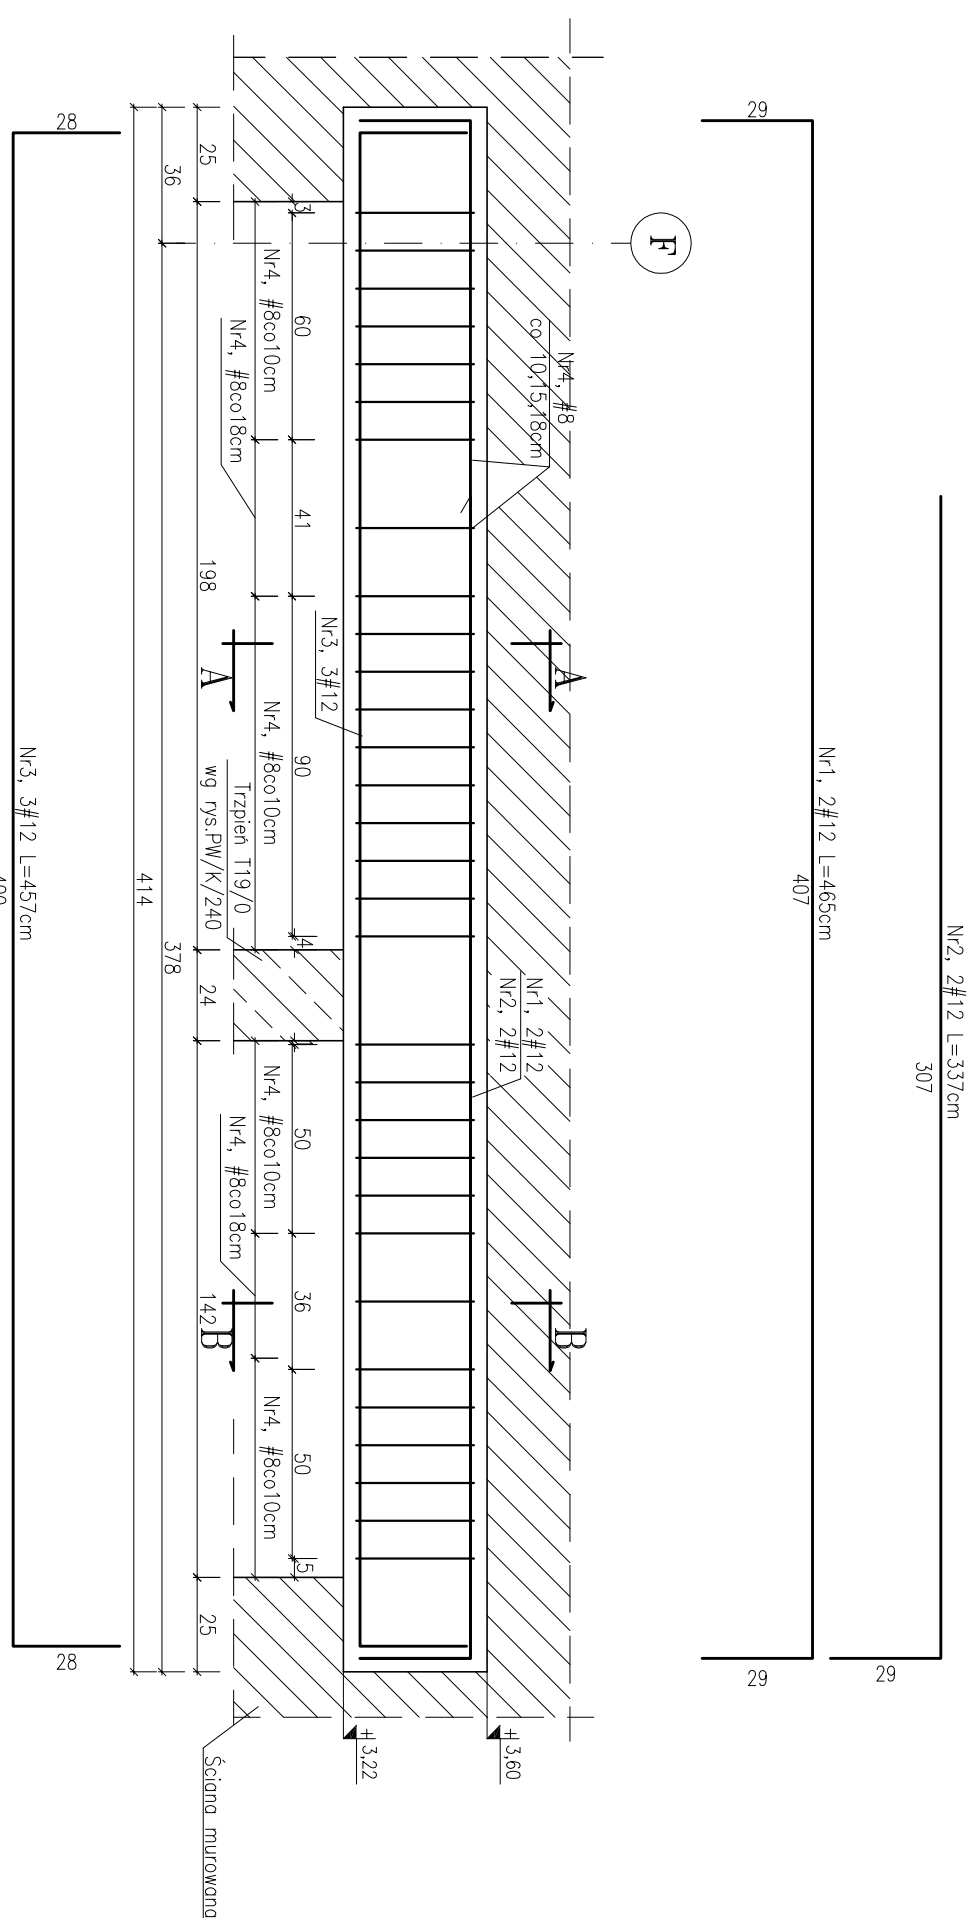 Nr2, 2#12 L=337cm
307
29
Nr1, 2#12 L=465cm
407
29
29
F
Nr4, #8
co 10,15,18cm
A
A
B
B
Nr1, 2#12
Nr2, 2#12
+3,60
+3,22
Nr3, 3#12
3
60
41
90
4
50
36
50
5
Nr4, #8co10cm
Nr4, #8co18cm
Nr4, #8co10cm
Trzpień T19/0
wg rys.PW/K/240
Nr4, #8co10cm
Nr4, #8co18cm
Nr4, #8co10cm
25
198
24
142
25
36
378
414
Ściana murowana
28
28
Nr3, 3#12 L=457cm